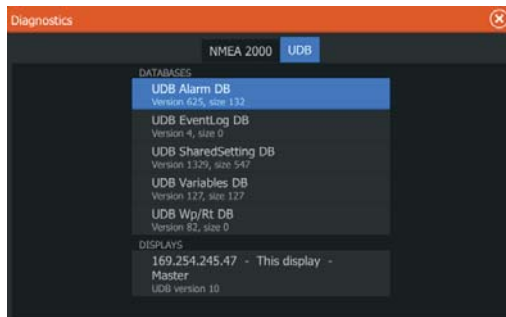 Diagnostics
NMEA 2000 UDB
DATABASES
UDB Alarm DB
Version 625, size 132
UDB EventLog DB
Version 4, size 0
UDB SharedSetting DB
Version 1329, size 547
UDB Variables DB
Version 127, size 127
UDB Wp/Rt DB
Version 82, size 0
DISPLAYS
169.254.245.47 - This display -
Master
UDB version 10